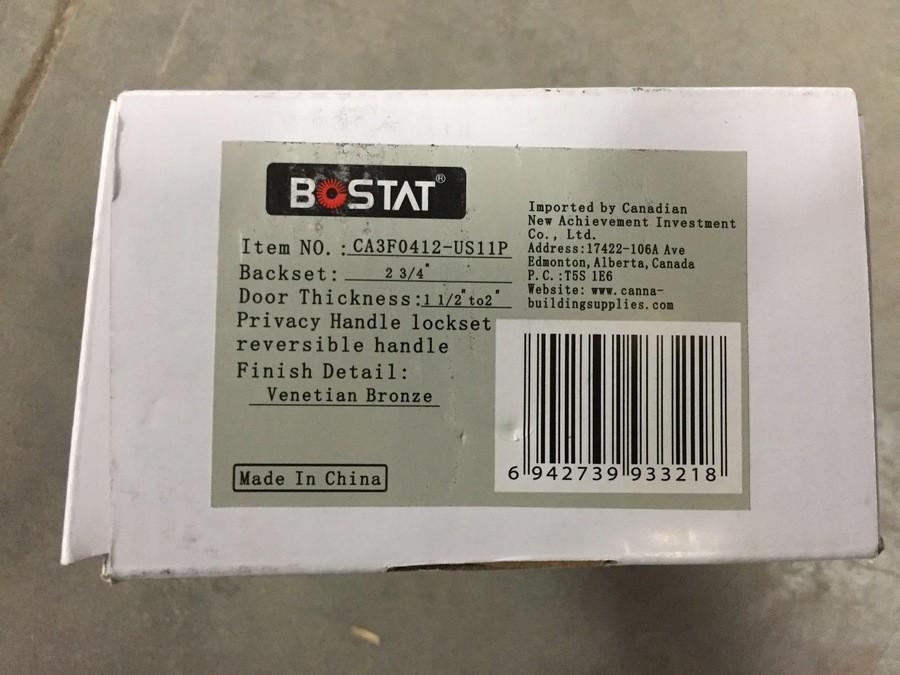 BOSTAT®
Item NO.: CA3F0412-US11P
Backset: 2 3/4"
Door Thickness: 1 1/2"to2"
Privacy Handle lockset
reversible handle
Finish Detail:
Venetian Bronze
Made In China
Imported by Canadian
New Achievement Investment
Co., Ltd.
Address:17422-106A Ave
Edmonton, Alberta, Canada
P.C.:T5S 1E6
Website: www.canna-
buildingsupplies.com
6 942739 933218